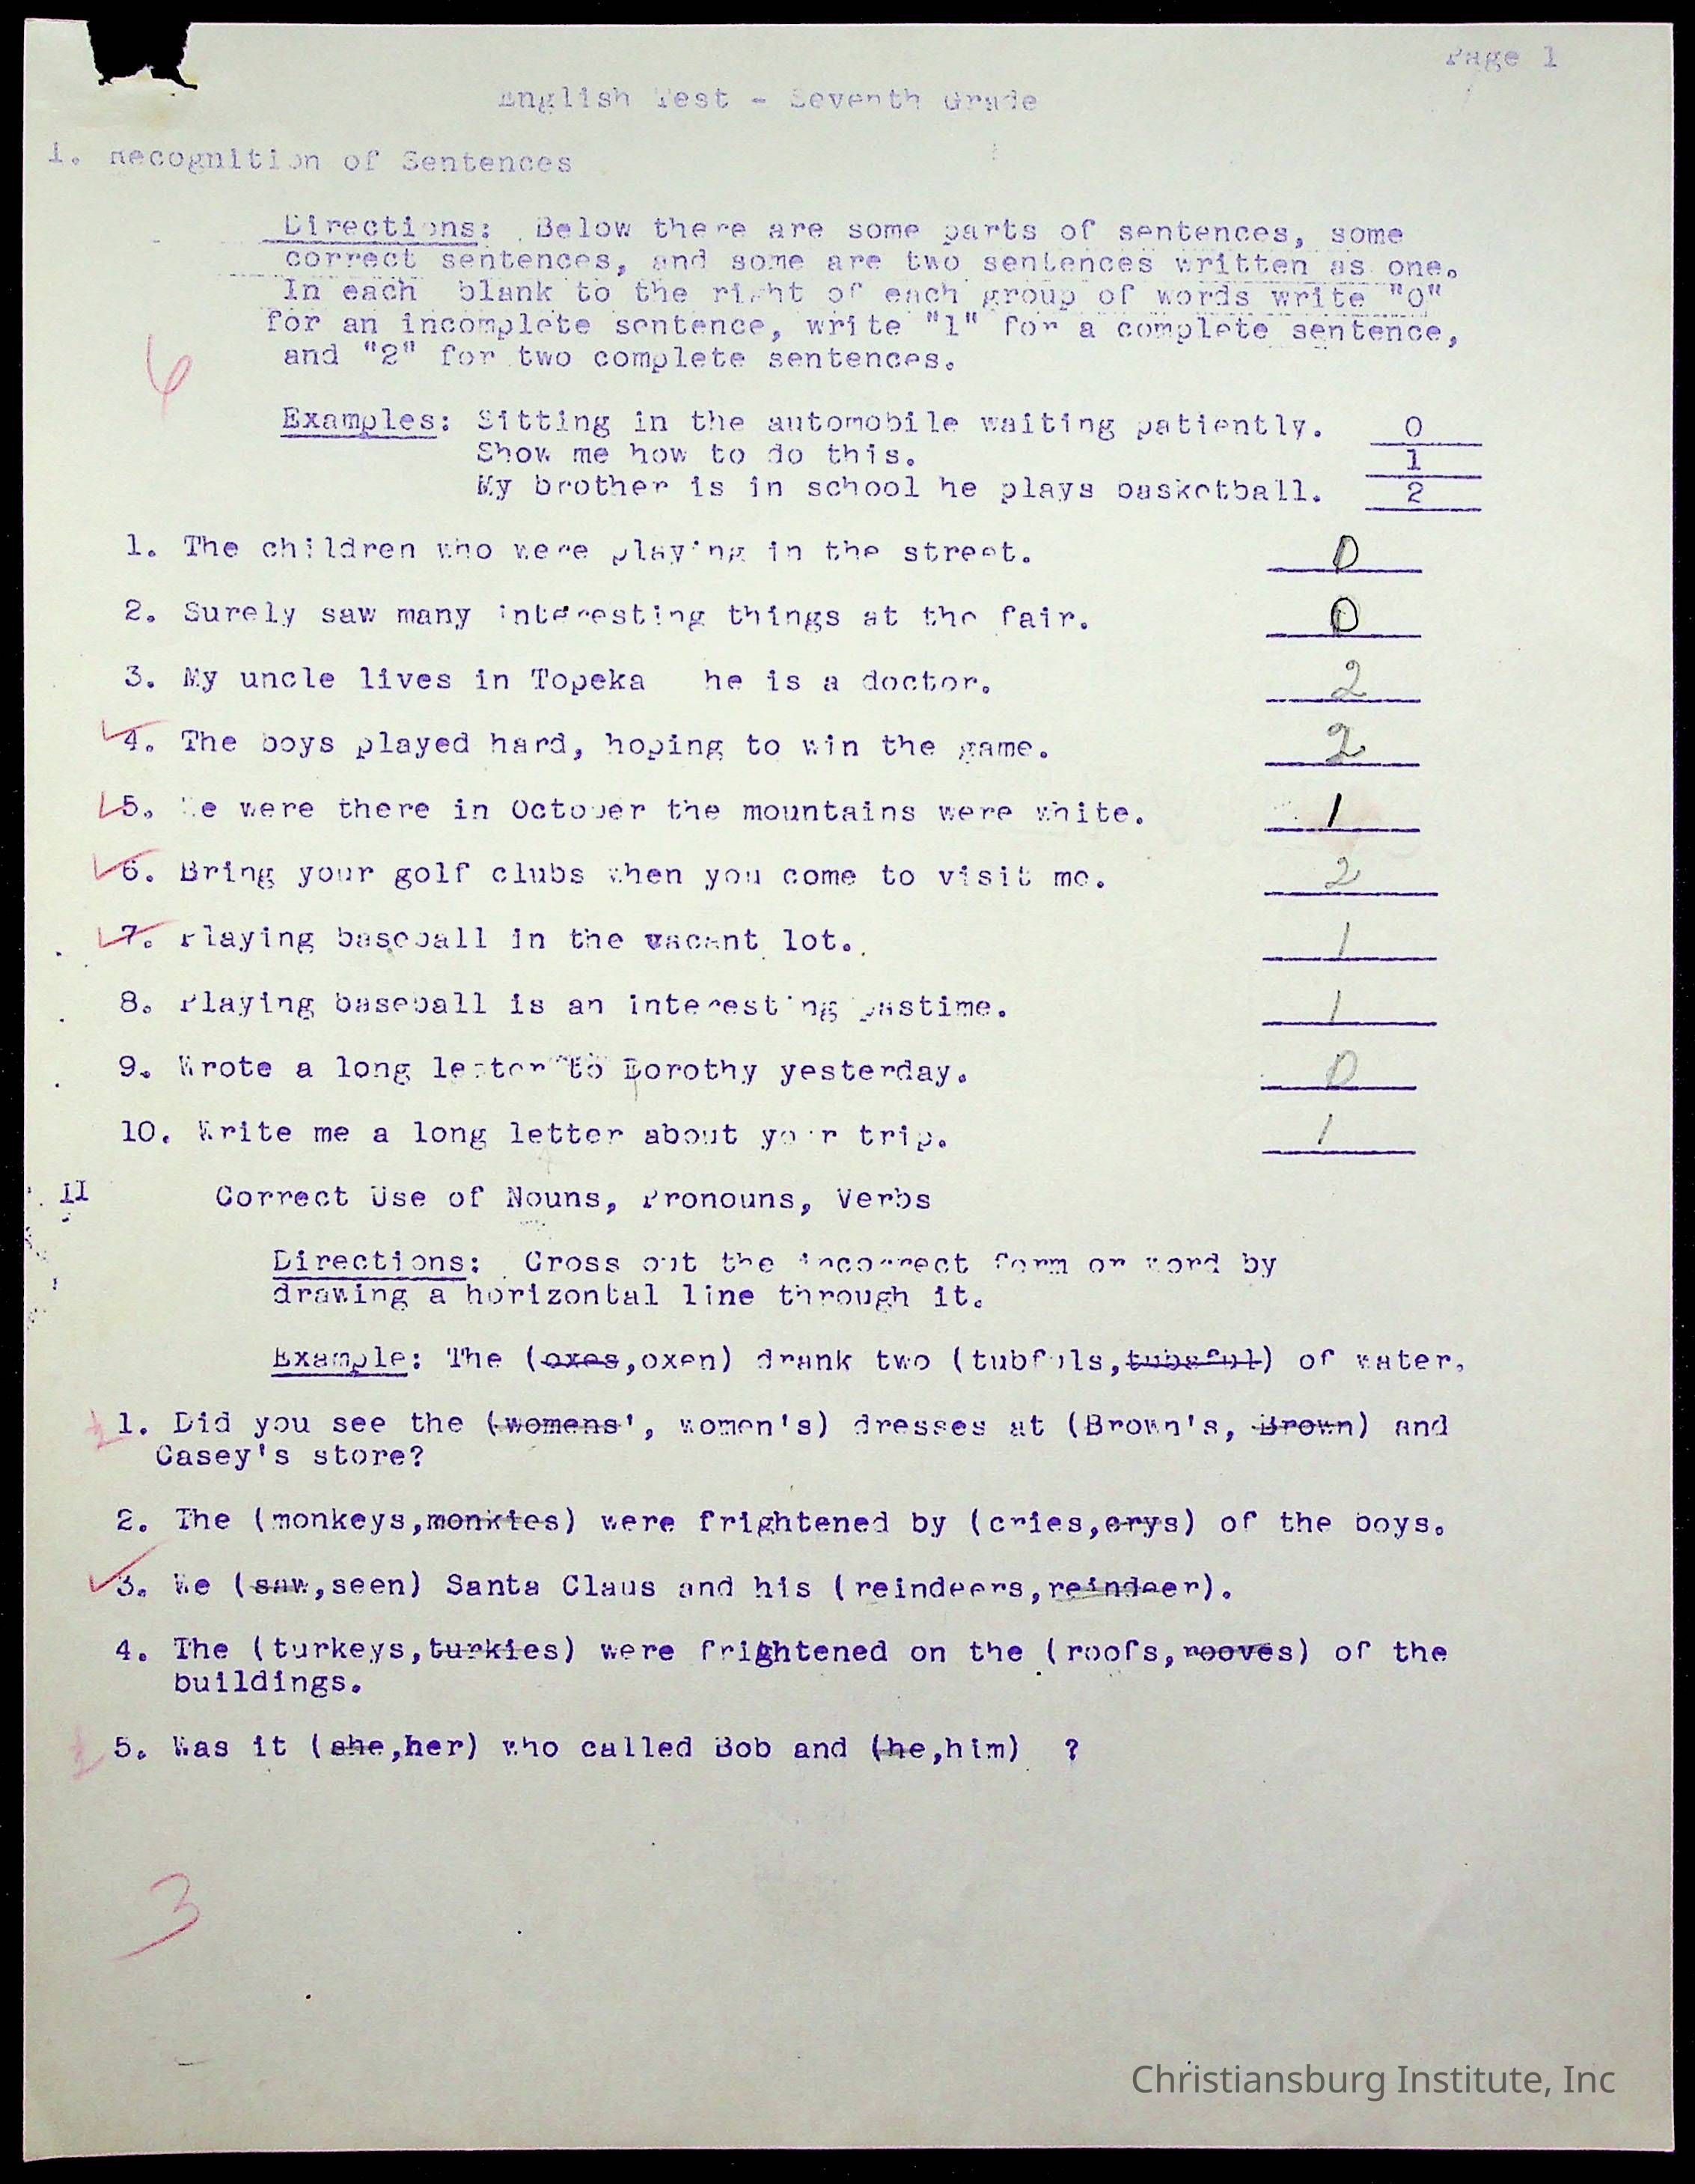 Page 1
English Test - Seventh Grade
1. Recognition of Sentences
Directions: Below there are some parts of sentences, some
correct sentences, and some are two sentences written as one.
In each blank to the right of each group of words write "0"
for an incomplete sentence, write "1" for a complete sentence,
and "2" for two complete sentences.
6
Examples: Sitting in the automobile waiting patiently. 0
Show me how to do this. 1
My brother is in school he plays basketball. 2
1. The children who were playing in the street. 0
2. Surely saw many interesting things at the fair. 0
3. My uncle lives in Topeka he is a doctor. 2
4. The boys played hard, hoping to win the game. 2
5. We were there in October the mountains were white. 1
6. Bring your golf clubs when you come to visit me. 2
7. Playing baseball in the vacant lot. 1
8. Playing baseball is an interesting pastime. 1
9. Wrote a long letter to Dorothy yesterday. 0
10. Write me a long letter about your trip. 1
II Correct Use of Nouns, Pronouns, Verbs
Directions: Cross out the incorrect form or word by
drawing a horizontal line through it.
Example: The (oxes,oxen) drank two (tubfuls,tubsful) of water.
1. Did you see the (womens', women's) dresses at (Brown's, Brown) and
Casey's store?
2. The (monkeys,monkies) were frightened by (cries,crys) of the boys.
3. We (saw,seen) Santa Claus and his (reindeers,reindeer).
4. The (turkeys,turkies) were frightened on the (roofs,rooves) of the
buildings.
5. Was it (she,her) who called Bob and (he,him) ?
3
Christiansburg Institute, Inc